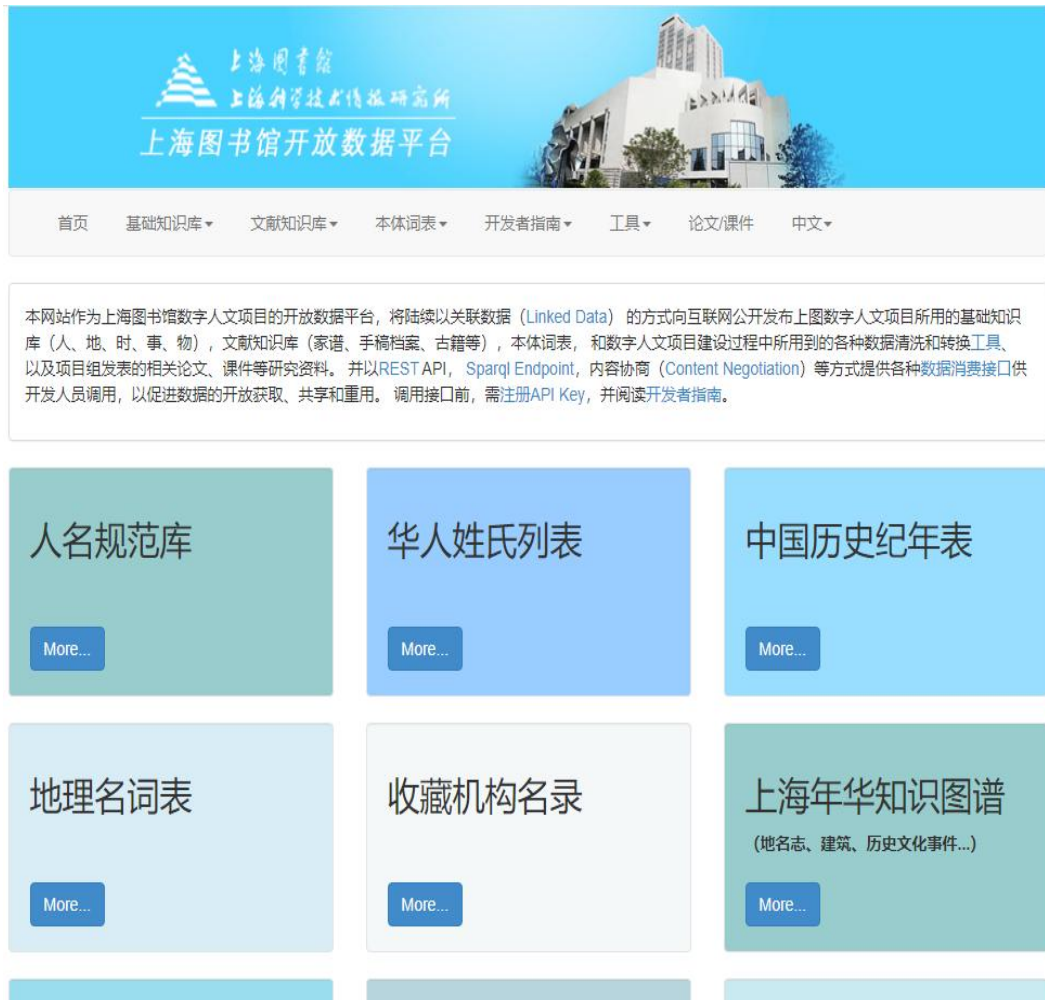 上海图书馆
上海科学技术情报研究所
上海图书馆开放数据平台
首页 基础知识库 文献知识库 本体词表 开发者指南 工具 论文/课件 中文
本网站作为上海图书馆数字人文项目的开放数据平台，将陆续以关联数据（Linked Data）的方式向互联网公开发布上图数字人文项目所用的基础知识
库（人、地、时、事、物），文献知识库（家谱、手稿档案、古籍等），本体词表， 和数字人文项目建设过程中所用到的各种数据清洗和转换工具、
以及项目组发表的相关论文、课件等研究资料。 并以REST API， Sparql Endpoint，内容协商（Content Negotiation）等方式提供各种数据消费接口供
开发人员调用，以促进数据的开放获取、共享和重用。 调用接口前，需注册API Key，并阅读开发者指南。
人名规范库 华人姓氏列表 中国历史纪年表
More... More... More...
地理名词表 收藏机构名录 上海年华知识图谱
（地名志、建筑、历史文化事件...）
More... More... More...